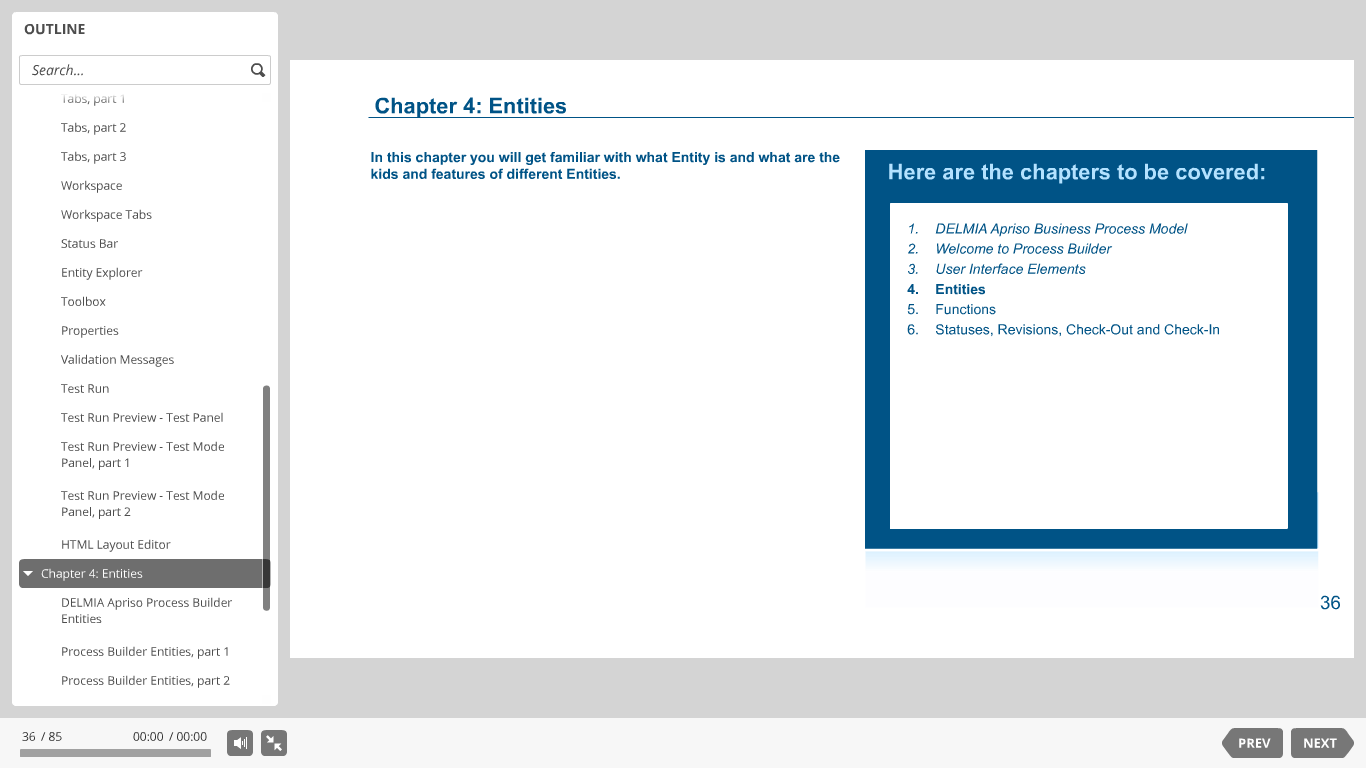 OUTLINE
Search...
Tabs, part 1
Tabs, part 2
Tabs, part 3
Workspace
Workspace Tabs
Status Bar
Entity Explorer
Toolbox
Properties
Validation Messages
Test Run
Test Run Preview - Test Panel
Test Run Preview - Test Mode
Panel, part 1
Test Run Preview - Test Mode
Panel, part 2
HTML Layout Editor
Chapter 4: Entities
DELMIA Apriso Process Builder
Entities
Process Builder Entities, part 1
Process Builder Entities, part 2
Chapter 4: Entities
In this chapter you will get familiar with what Entity is and what are the
kids and features of different Entities.
Here are the chapters to be covered:
1. DELMIA Apriso Business Process Model
2. Welcome to Process Builder
3. User Interface Elements
4. Entities
5. Functions
6. Statuses, Revisions, Check-Out and Check-In
36
36 / 85
00:00 / 00:00
PREV
NEXT